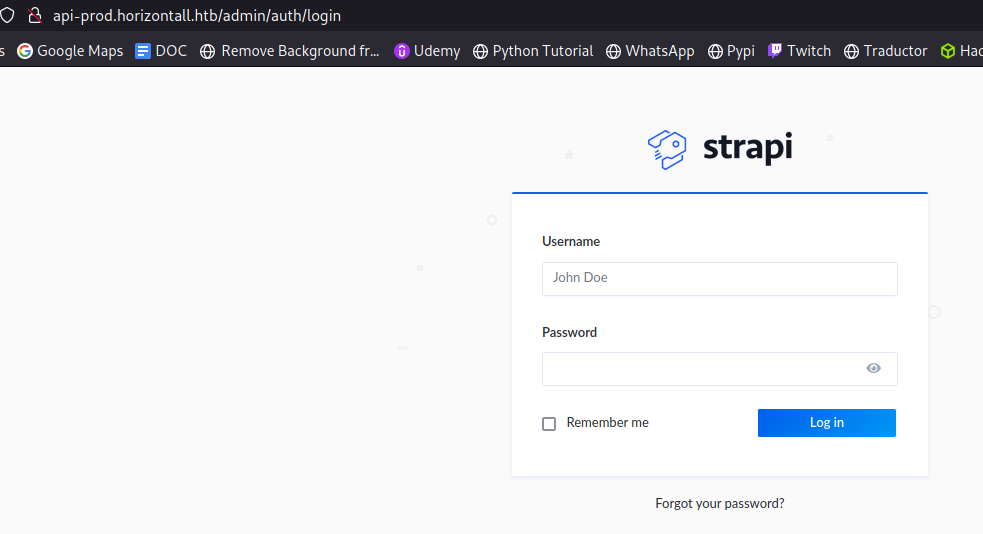 api-prod.horizontall.htb/admin/auth/login
s Google Maps DOC Remove Background fr... Udemy Python Tutorial WhatsApp Pypi Twitch Traductor Hac
strapi
Username
John Doe
Password
Remember me Log in
Forgot your password?